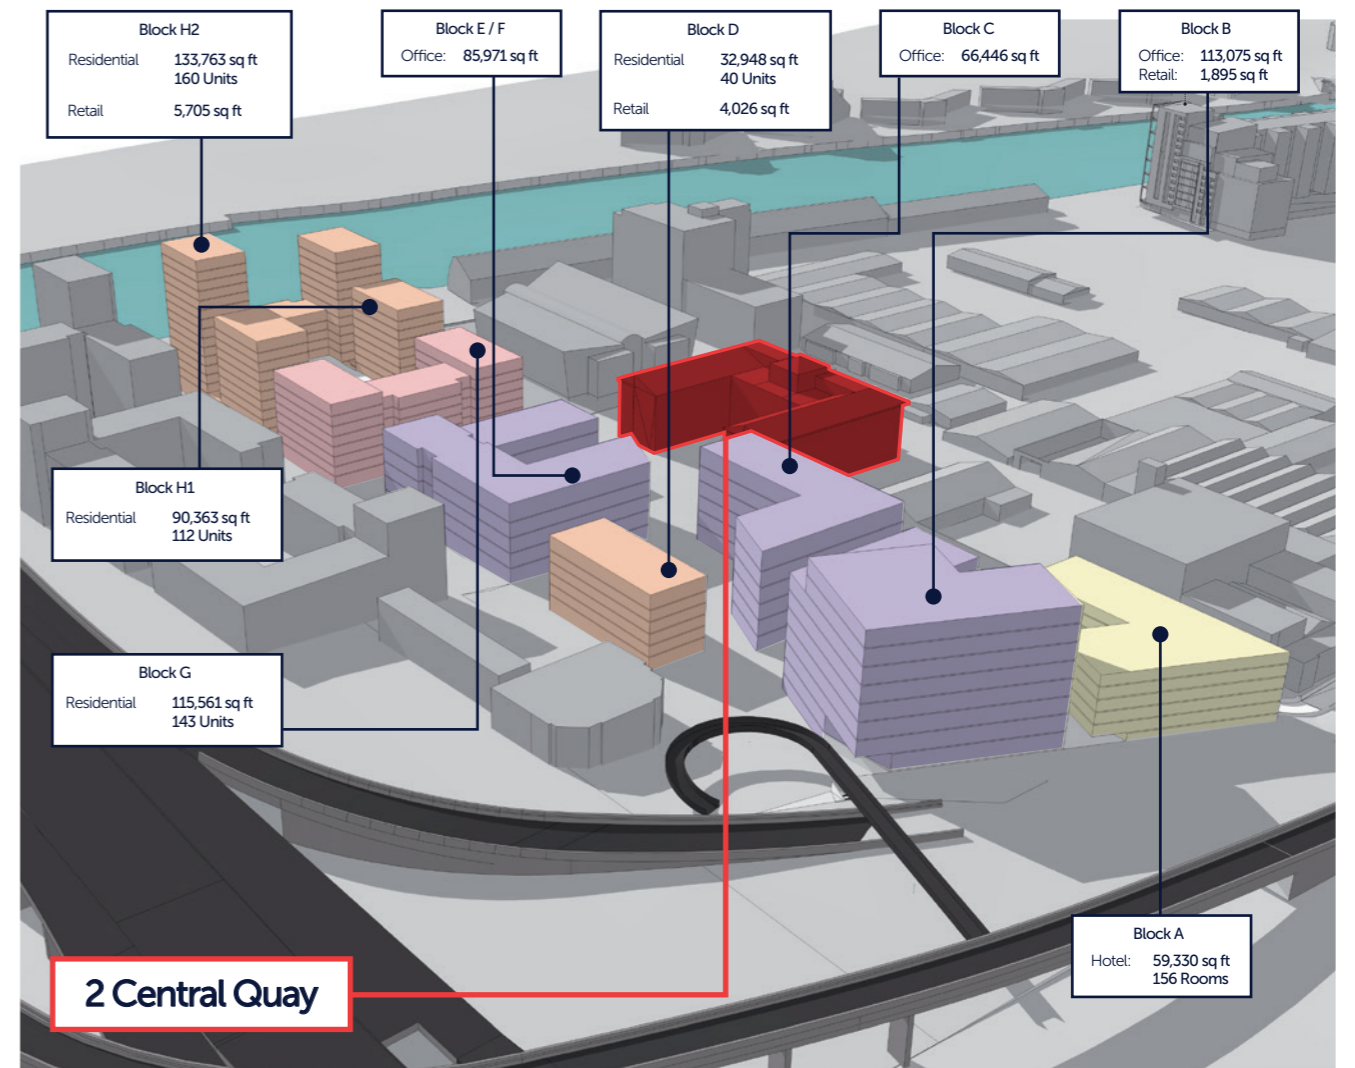 Block H2
Residential 133,763 sq ft
160 Units
Retail 5,705 sq ft
Block E / F
Office: 85,971 sq ft
Block D
Residential 32,948 sq ft
40 Units
Retail 4,026 sq ft
Block C
Office: 66,446 sq ft
Block B
Office: 113,075 sq ft
Retail: 1,895 sq ft
Block H1
Residential 90,363 sq ft
112 Units
Block G
Residential 115,561 sq ft
143 Units
2 Central Quay
Block A
Hotel: 59,330 sq ft
156 Rooms